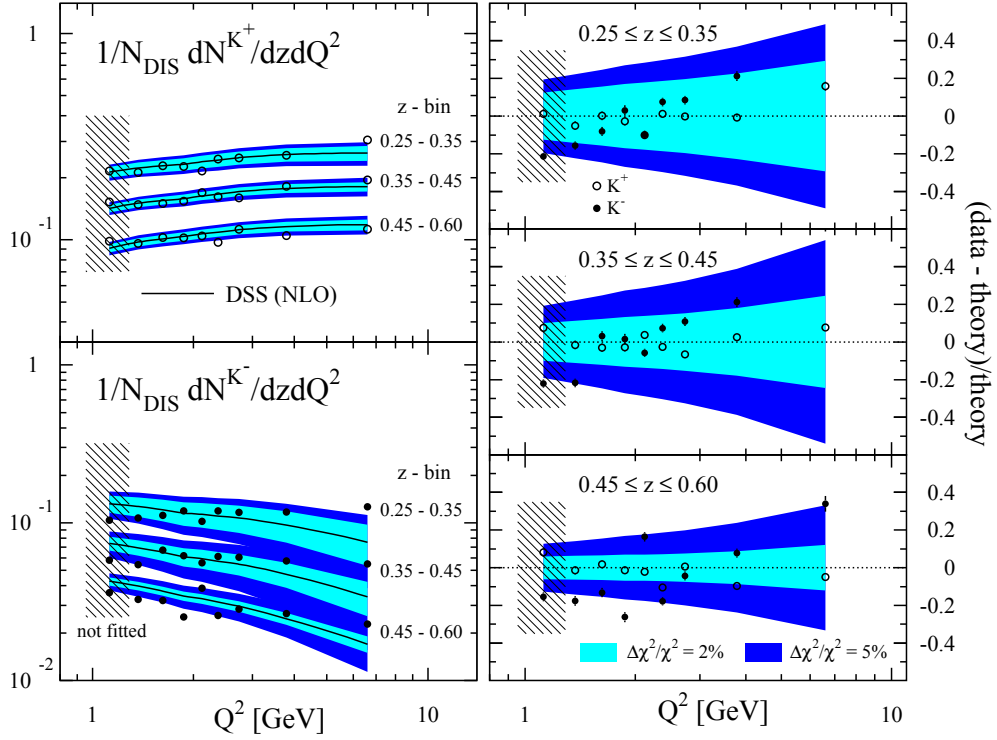 1
1/N_DIS dN^K+/dzdQ^2
z - bin
0.25 - 0.35
0.35 - 0.45
0.45 - 0.60
10^-1
DSS (NLO)
1
1/N_DIS dN^K-/dzdQ^2
z - bin
0.25 - 0.35
10^-1
0.35 - 0.45
0.45 - 0.60
not fitted
10^-2
1
10
Q^2 [GeV]
0.25 ≤ z ≤ 0.35
K^+
K^-
0.4
0.2
0
-0.2
-0.4
0.35 ≤ z ≤ 0.45
0.4
0.2
0
-0.2
-0.4
0.45 ≤ z ≤ 0.60
0.4
0.2
0
-0.2
-0.4
Δχ^2/χ^2 = 2%
Δχ^2/χ^2 = 5%
1
10
Q^2 [GeV]
(data - theory)/theory